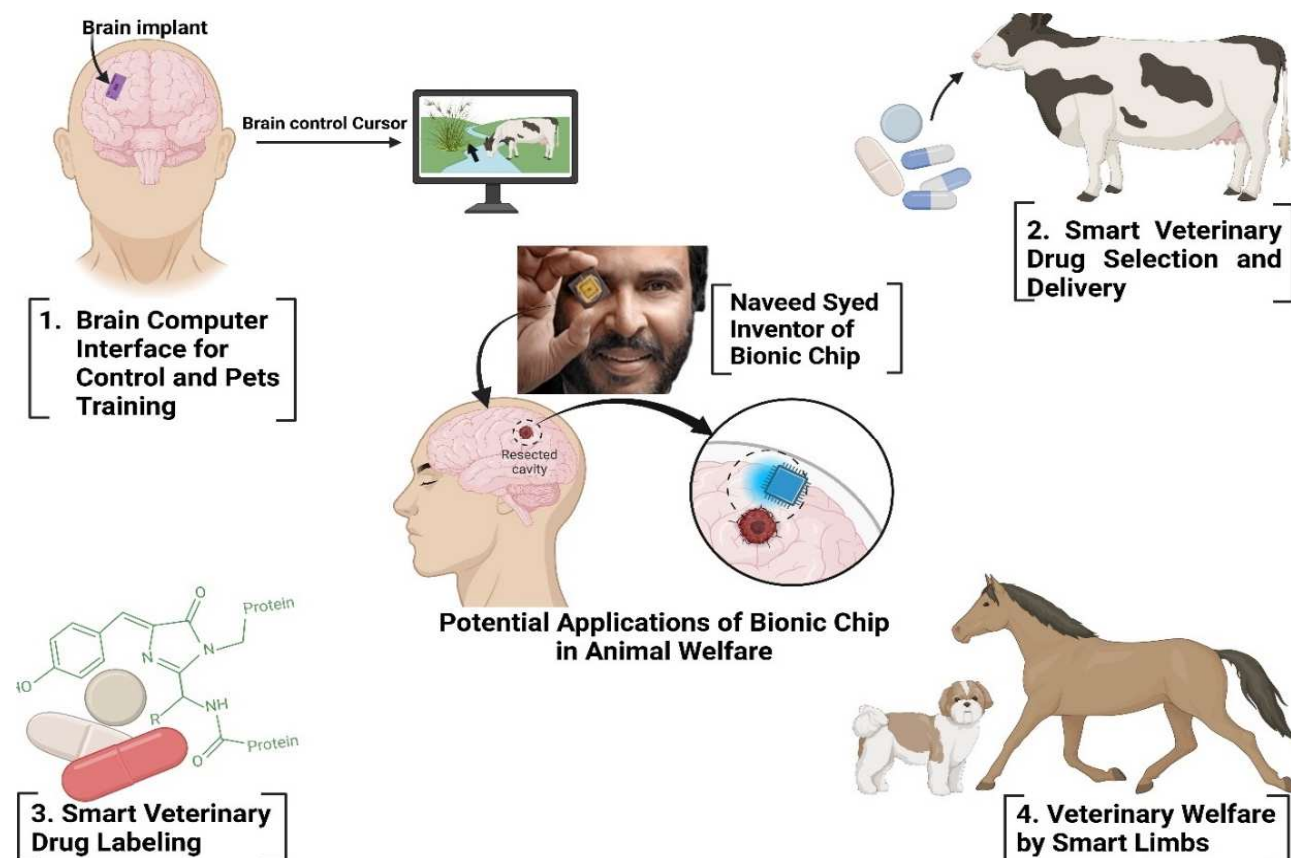 Brain implant
Brain control Cursor
1. Brain Computer
Interface for
Control and Pets
Training
2. Smart Veterinary
Drug Selection and
Delivery
Naveed Syed
Inventor of
Bionic Chip
Resected
cavity
Potential Applications of Bionic Chip
in Animal Welfare
O
Protein
N
N
HO
R
NH
O
Protein
3. Smart Veterinary
Drug Labeling
4. Veterinary Welfare
by Smart Limbs